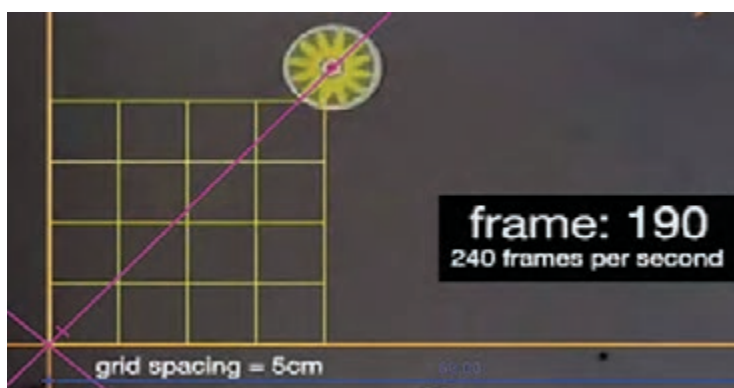 frame: 190
240 frames per second
grid spacing = 5cm